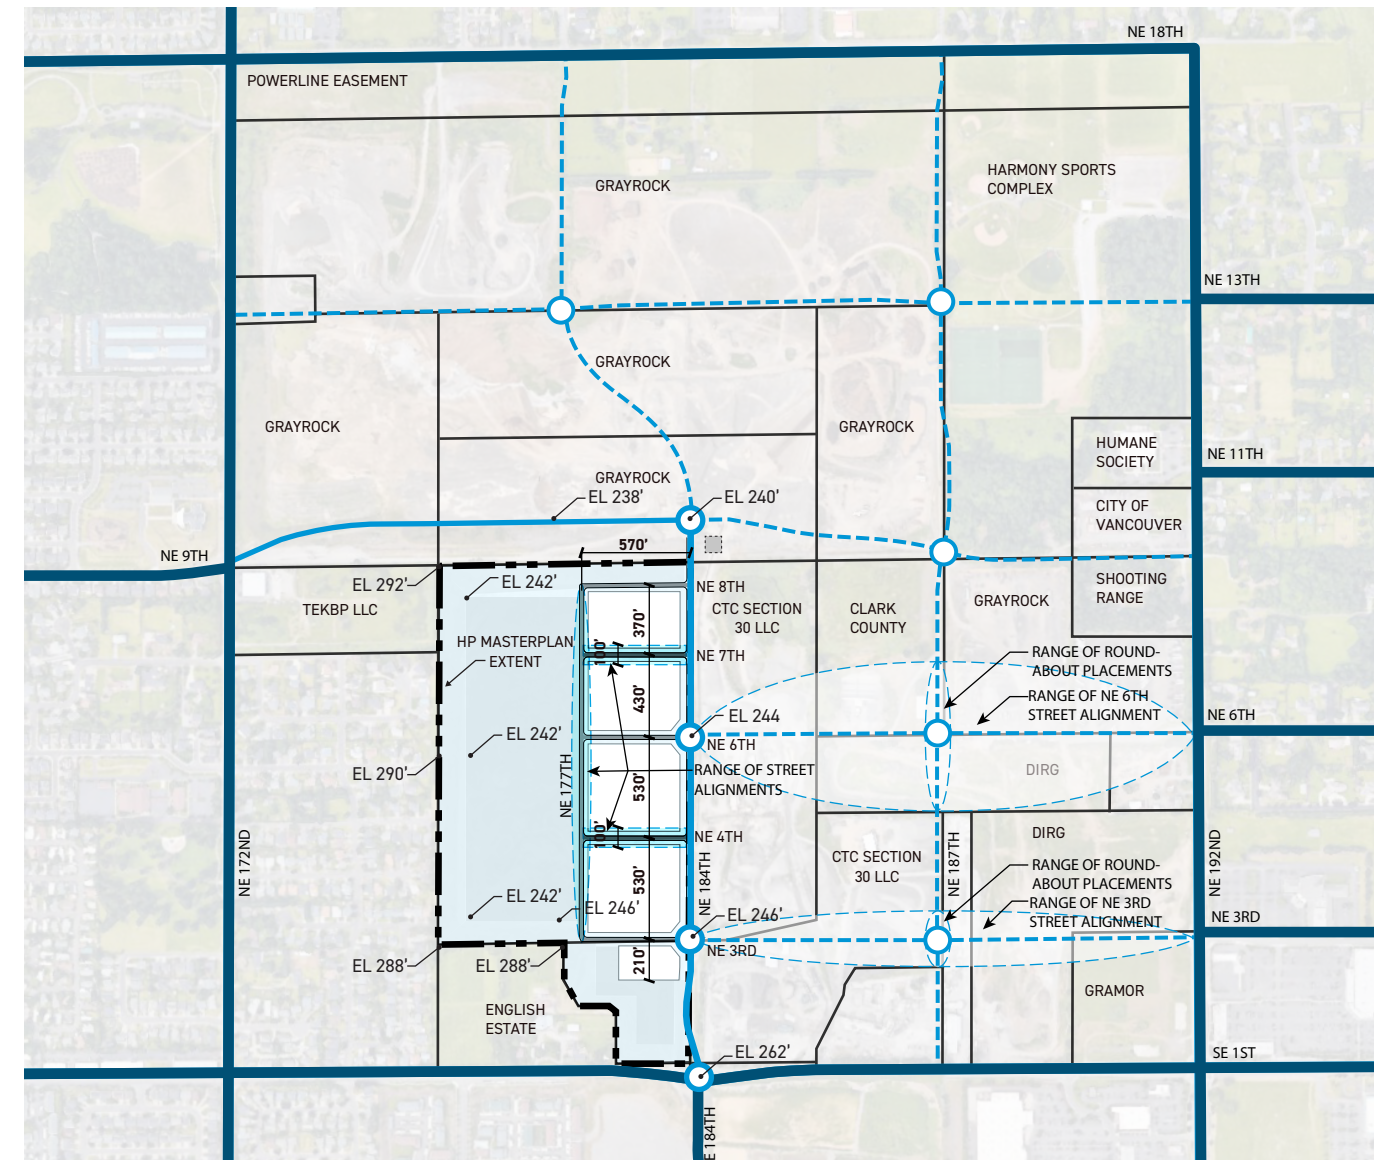 NE 18TH
POWERLINE EASEMENT
HARMONY SPORTS
COMPLEX
GRAYROCK
NE 13TH
GRAYROCK
GRAYROCK
GRAYROCK
HUMANE
SOCIETY
NE 11TH
GRAYROCK
EL 238'
EL 240'
CITY OF
VANCOUVER
NE 9TH
570'
EL 292'
EL 242'
NE 8TH
SHOOTING
RANGE
TEKBP LLC
CTC SECTION
30 LLC
CLARK
COUNTY
GRAYROCK
370'
HP MASTERPLAN
EXTENT
100'
NE 7TH
RANGE OF ROUND-
ABOUT PLACEMENTS
430'
RANGE OF NE 6TH
STREET ALIGNMENT
EL 244
NE 6TH
NE 6TH
EL 242'
EL 290'
NE 177TH
RANGE OF STREET
ALIGNMENTS
530'
DIRG
100'
NE 4TH
DIRG
NE 172ND
NE 184TH
CTC SECTION
30 LLC
NE 187TH
NE 192ND
RANGE OF ROUND-
ABOUT PLACEMENTS
RANGE OF NE 3RD
STREET ALIGNMENT
530'
EL 242'
EL 246'
EL 246'
NE 3RD
NE 3RD
EL 288'
EL 288'
210'
GRAMOR
ENGLISH
ESTATE
EL 262'
SE 1ST
E 184TH